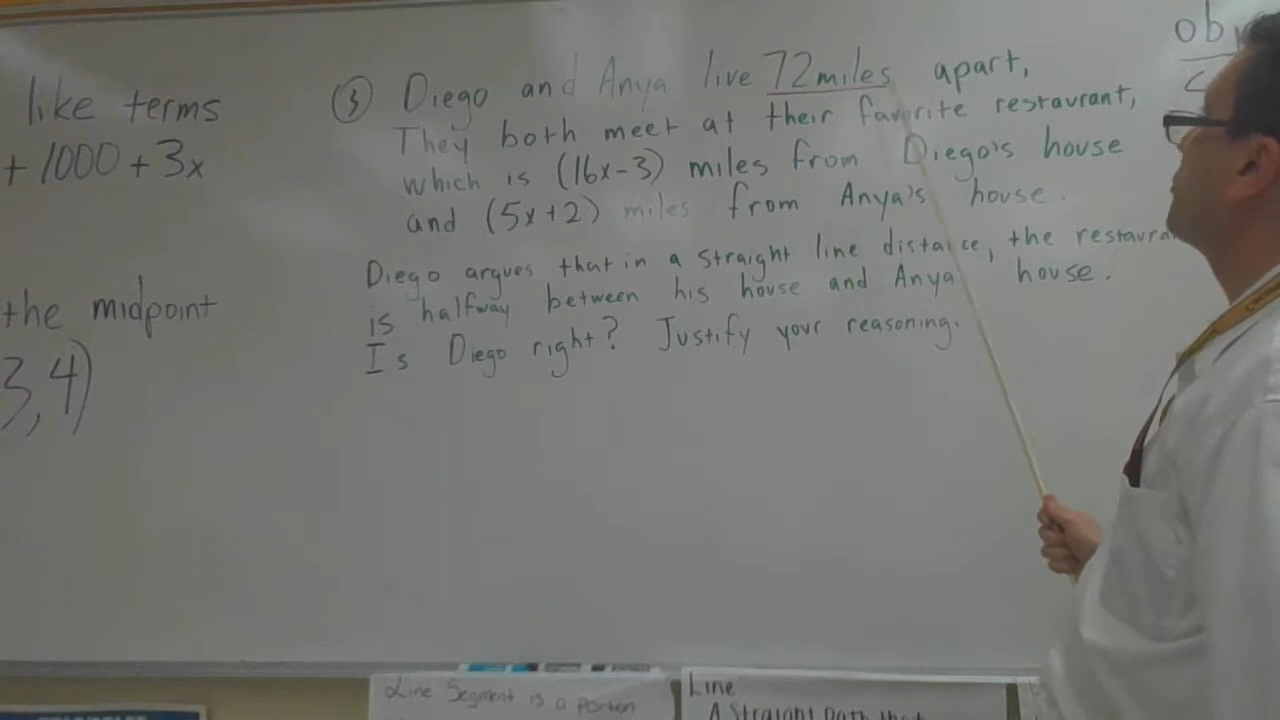 like terms
+ 1000 + 3x
the midpoint
3,4)
③ Diego and Anya live 72miles apart,
They both meet at their favorite restaurant,
which is (16x-3) miles from Diego's house
and (5x+2) miles from Anya's house.
Diego argues that in a straight line distance, the restaura
is halfway between his house and Anya house.
Is Diego right? Justify your reasoning.
ob
Line Segment is a portion
Line
A Straight path that